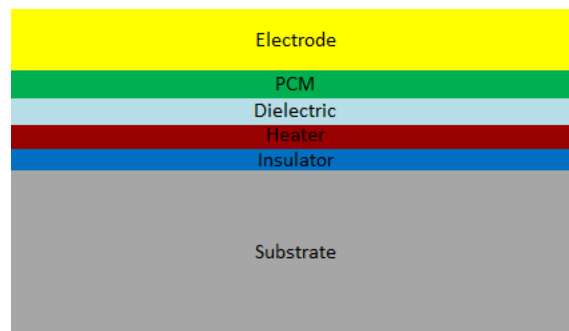 Electrode
PCM
Dielectric
Heater
Insulator
Substrate